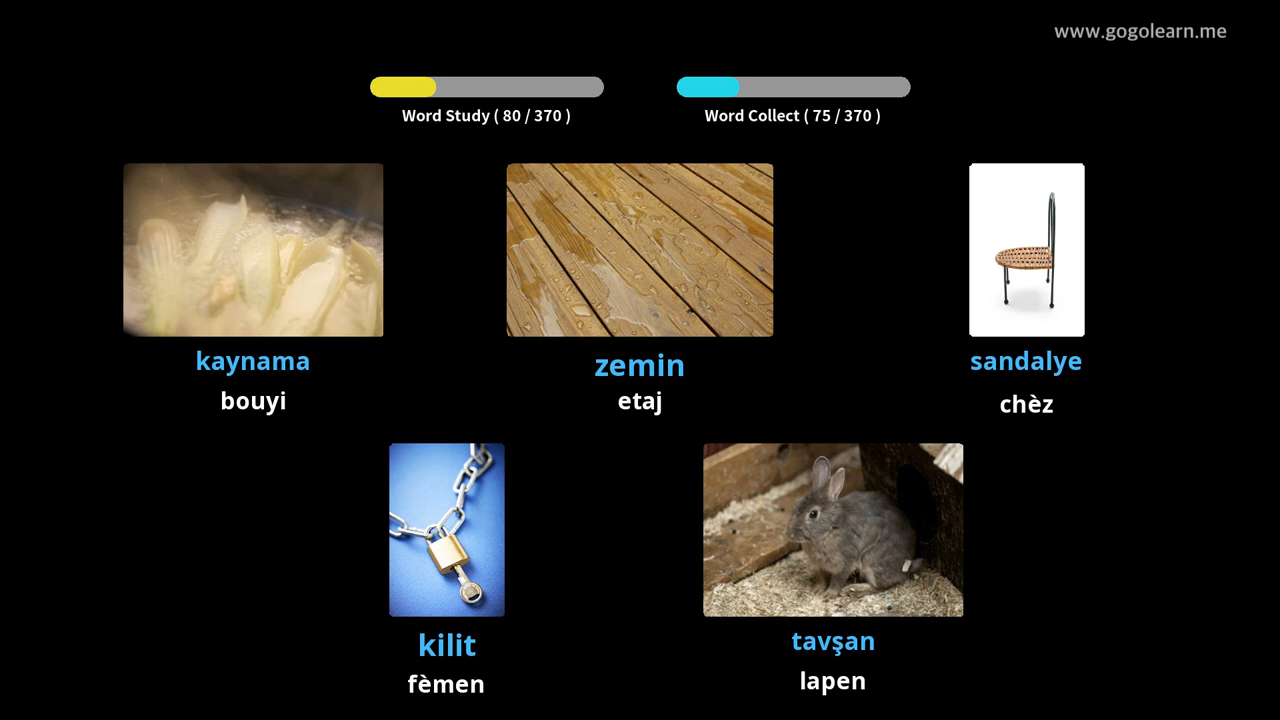 www.gogolearn.me
Word Study ( 80 / 370 )
Word Collect ( 75 / 370 )
kaynama
bouyi
zemin
etaj
sandalye
chèz
kilit
fèmen
tavşan
lapen